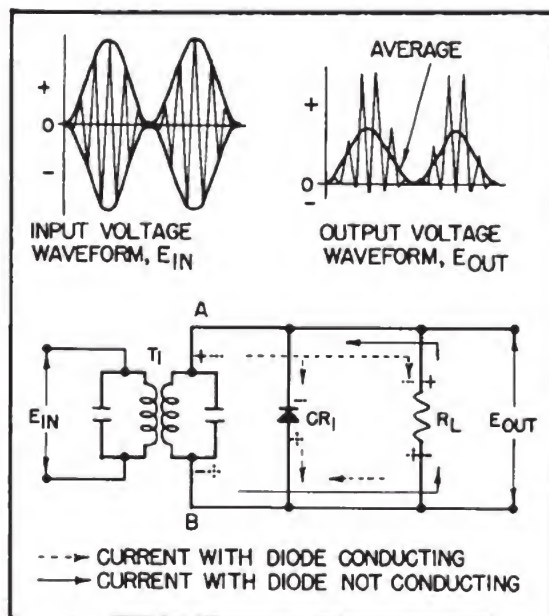 AVERAGE
+
0
−
INPUT VOLTAGE
WAVEFORM, EIN
+
0
−
OUTPUT VOLTAGE
WAVEFORM, EOUT
A
T1
EIN
CR1
RL
EOUT
B
CURRENT WITH DIODE CONDUCTING
CURRENT WITH DIODE NOT CONDUCTING